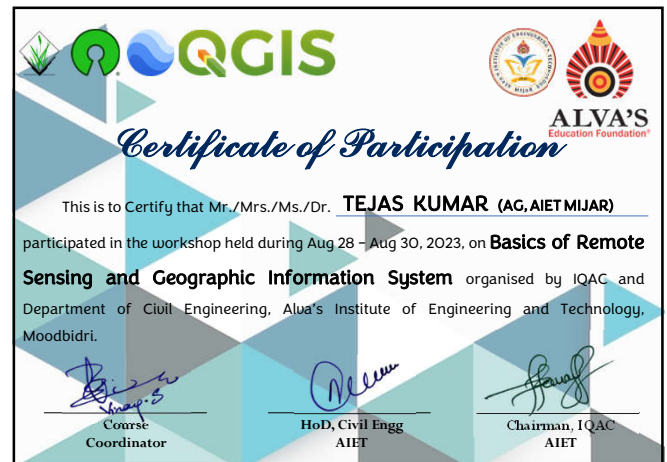 QGIS
ALVA'S
Education Foundation®
Certificate of Participation
This is to Certify that Mr./Mrs./Ms./Dr. TEJAS KUMAR (AG, AIET MIJAR)
participated in the workshop held during Aug 28 – Aug 30, 2023, on Basics of Remote
Sensing and Geographic Information System organised by IQAC and
Department of Civil Engineering, Alva's Institute of Engineering and Technology,
Moodbidri.
Vinay.S
Course HoD, Civil Engg Chairman, IQAC
Coordinator AIET AIET